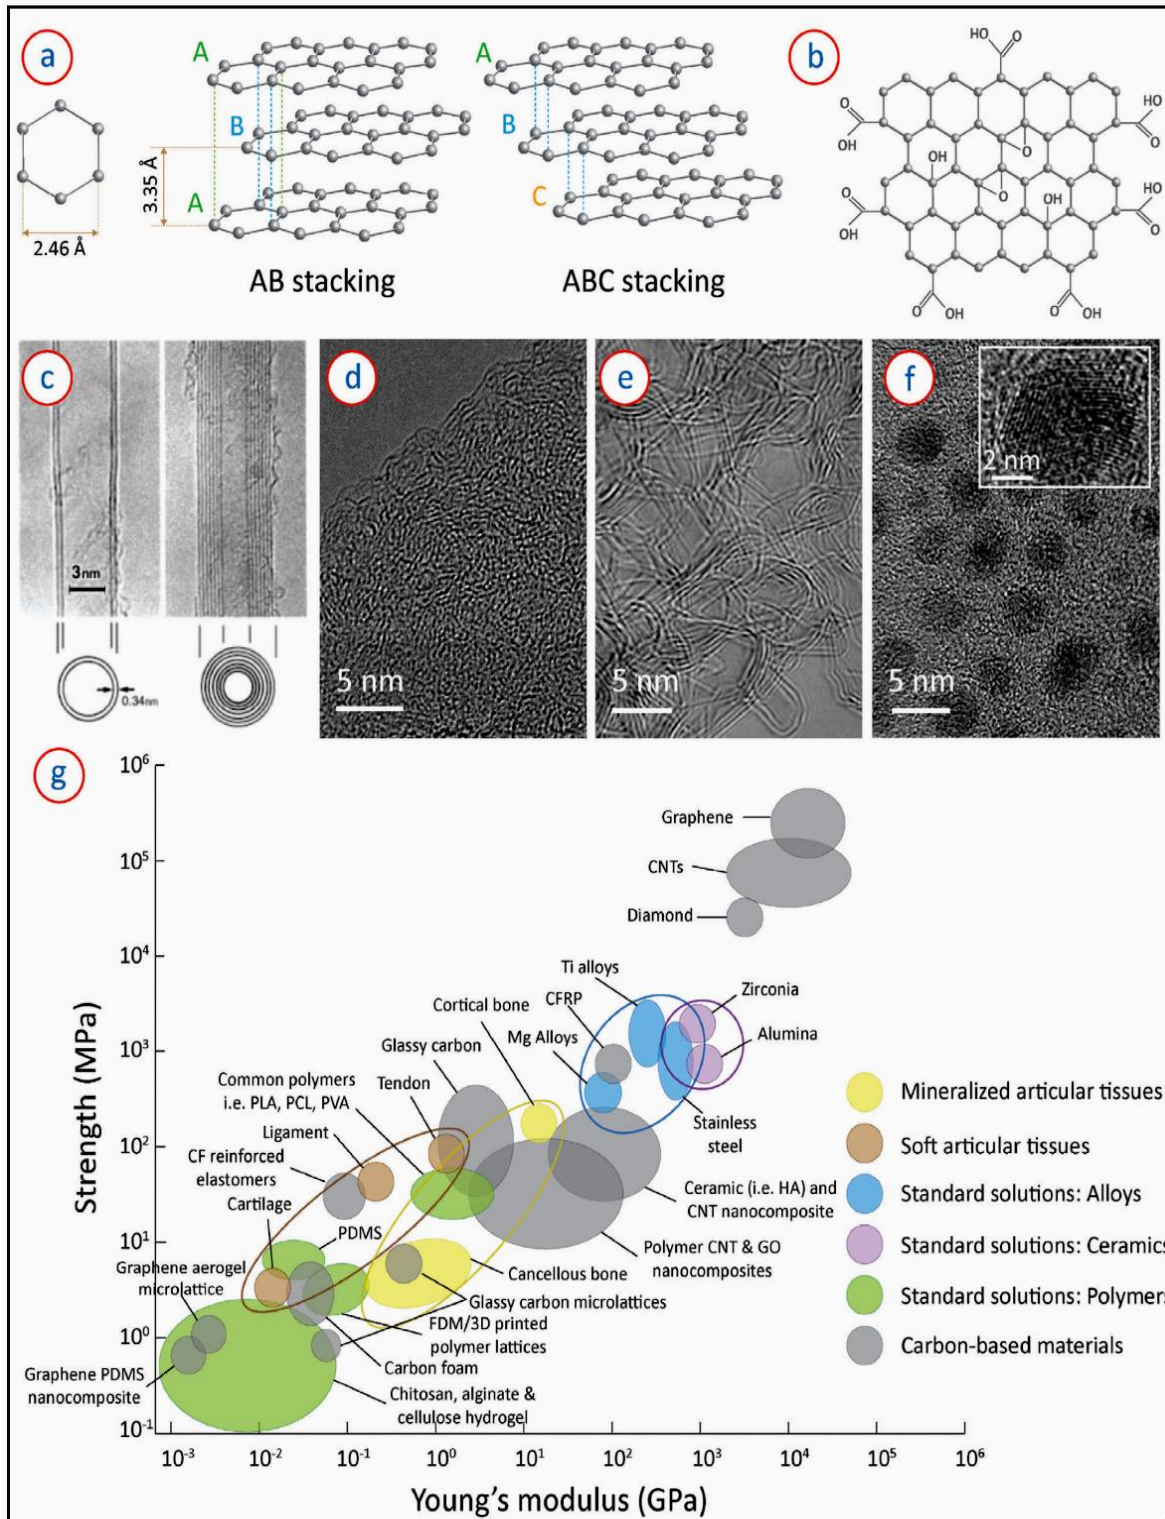 a
A
B
A
3.35 Å
2.46 Å
AB stacking
A
B
C
ABC stacking
b
HO
O
O
OH
HO
O
O
OH
O
O
OH
OH
HO
O
HO
O
O
OH
O
OH
c
3nm
0.34nm
d
5 nm
e
5 nm
f
2 nm
5 nm
g
Strength (MPa)
10⁶
10⁵
10⁴
10³
10²
10¹
10⁰
10⁻¹
10⁻³
10⁻²
10⁻¹
10⁰
10¹
10²
10³
10⁴
10⁵
10⁶
Young's modulus (GPa)
Graphene
CNTs
Diamond
Ti alloys
CFRP
Mg Alloys
Zirconia
Alumina
Stainless
steel
Cortical bone
Glassy carbon
Tendon
Common polymers
i.e. PLA, PCL, PVA
Ligament
CF reinforced
elastomers
Cartilage
PDMS
Graphene aerogel
microlattice
Graphene PDMS
nanocomposite
Ceramic (i.e. HA) and
CNT nanocomposite
Polymer CNT & GO
nanocomposites
Cancellous bone
Glassy carbon microlattices
FDM/3D printed
polymer lattices
Carbon foam
Chitosan, alginate &
cellulose hydrogel
Mineralized articular tissues
Soft articular tissues
Standard solutions: Alloys
Standard solutions: Ceramics
Standard solutions: Polymers
Carbon-based materials